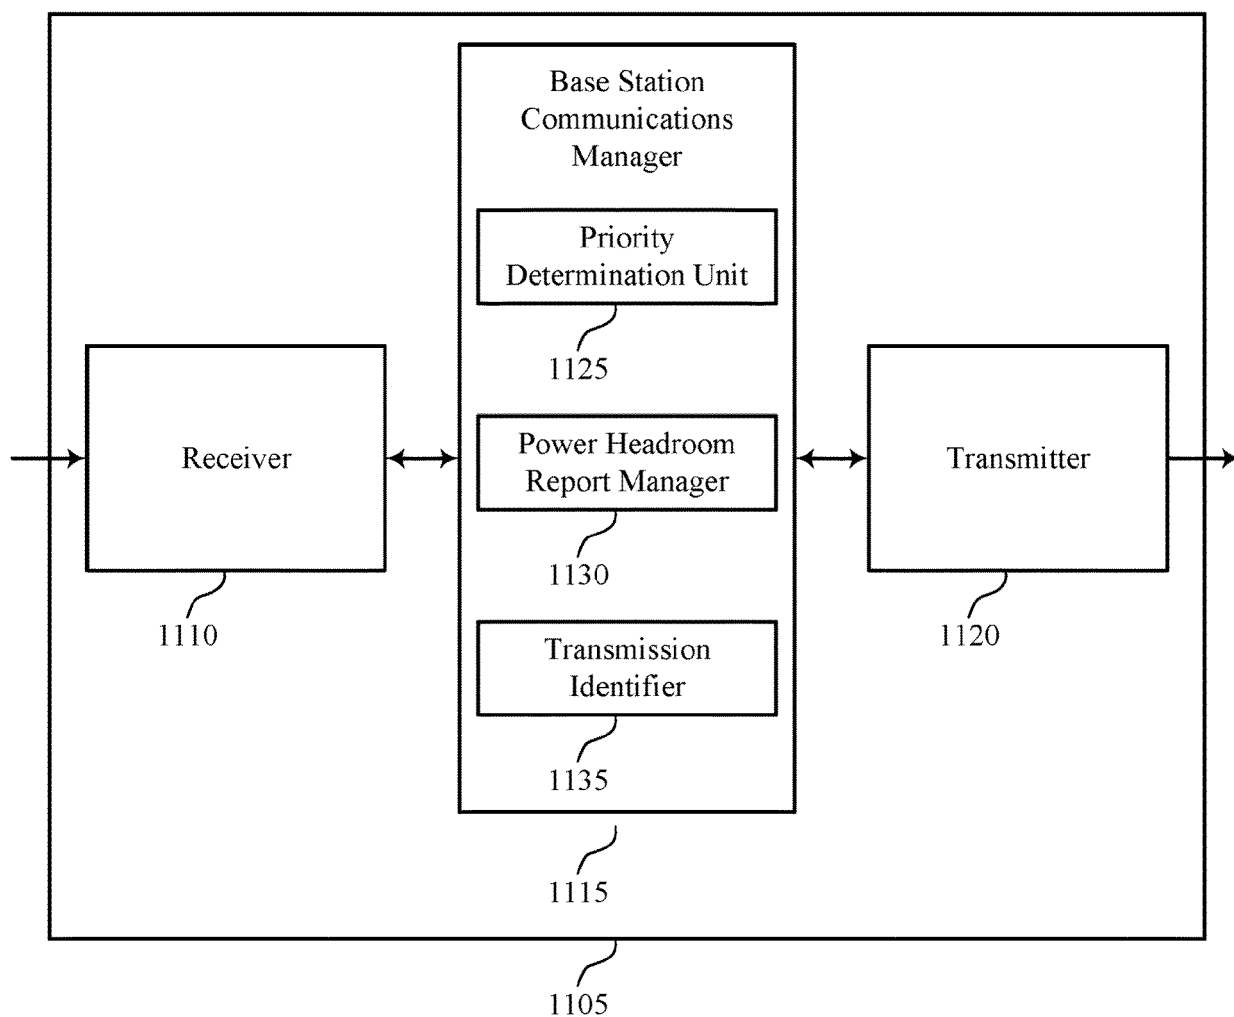 Base Station
Communications
Manager
Priority
Determination Unit
1125
Receiver
1110
Power Headroom
Report Manager
1130
Transmitter
1120
Transmission
Identifier
1135
1115
1105